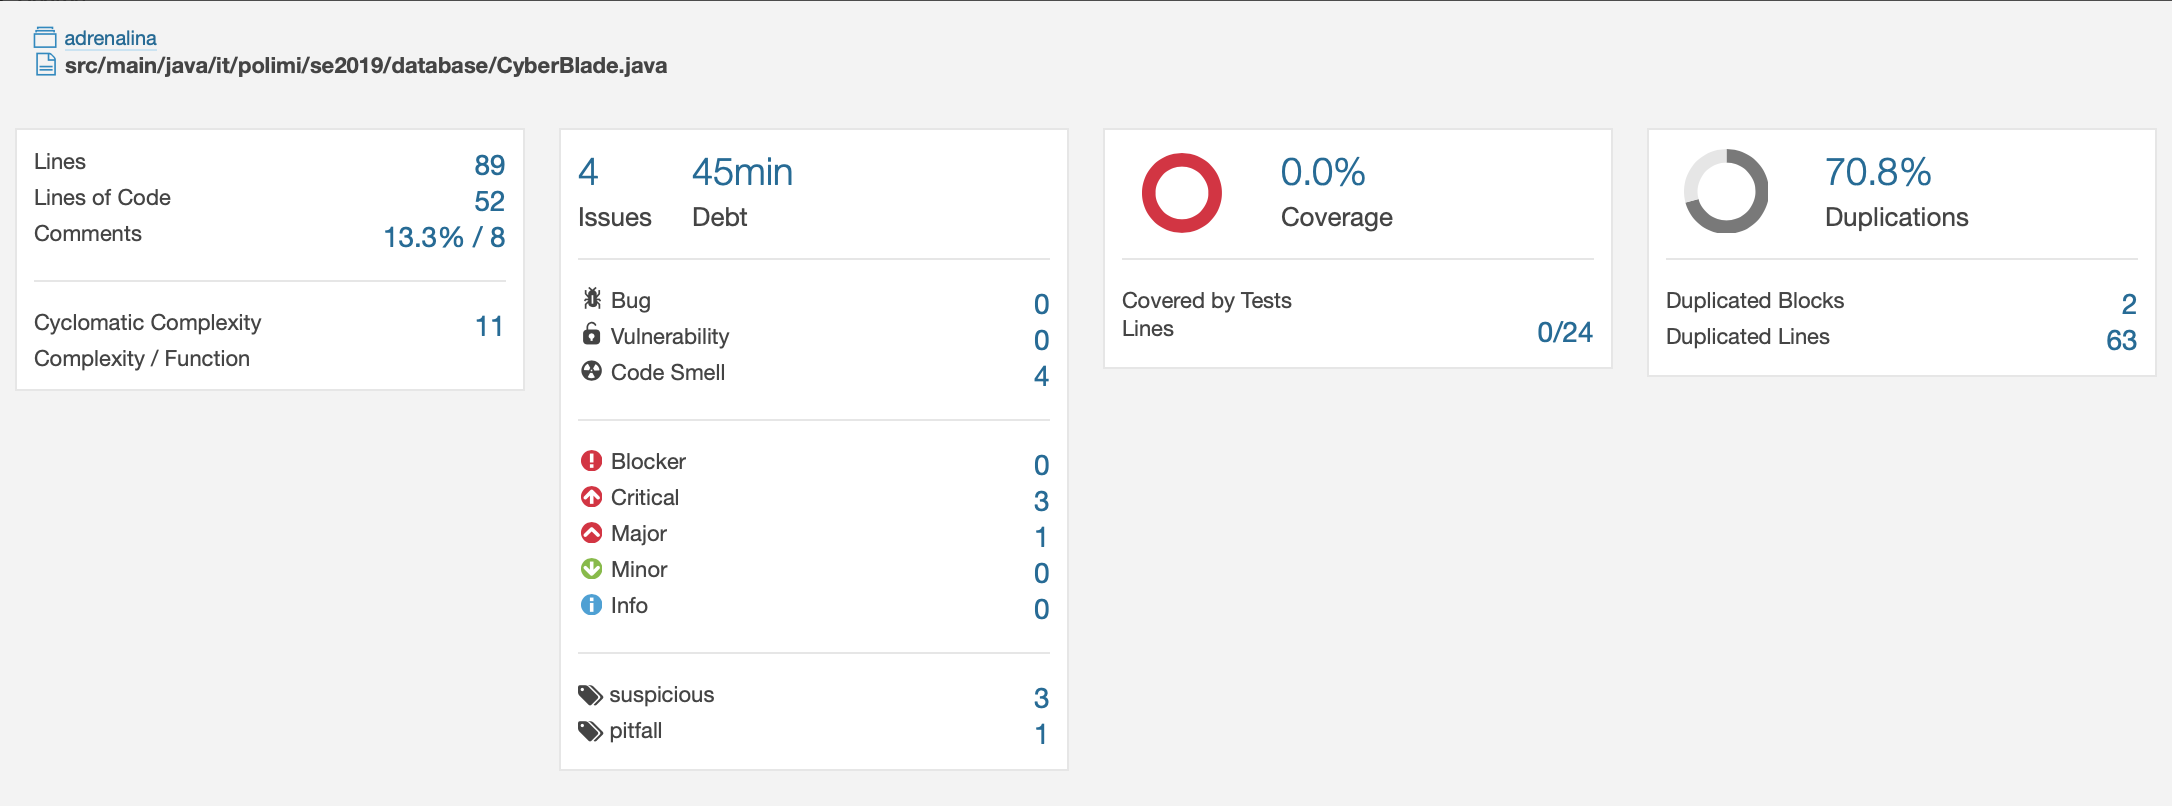 adrenalina
src/main/java/it/polimi/se2019/database/CyberBlade.java
Lines 89
Lines of Code 52
Comments 13.3% / 8
Cyclomatic Complexity 11
Complexity / Function
4 45min
Issues Debt
Bug 0
Vulnerability 0
Code Smell 4
Blocker 0
Critical 3
Major 1
Minor 0
Info 0
suspicious 3
pitfall 1
0.0%
Coverage
Covered by Tests
Lines 0/24
70.8%
Duplications
Duplicated Blocks 2
Duplicated Lines 63